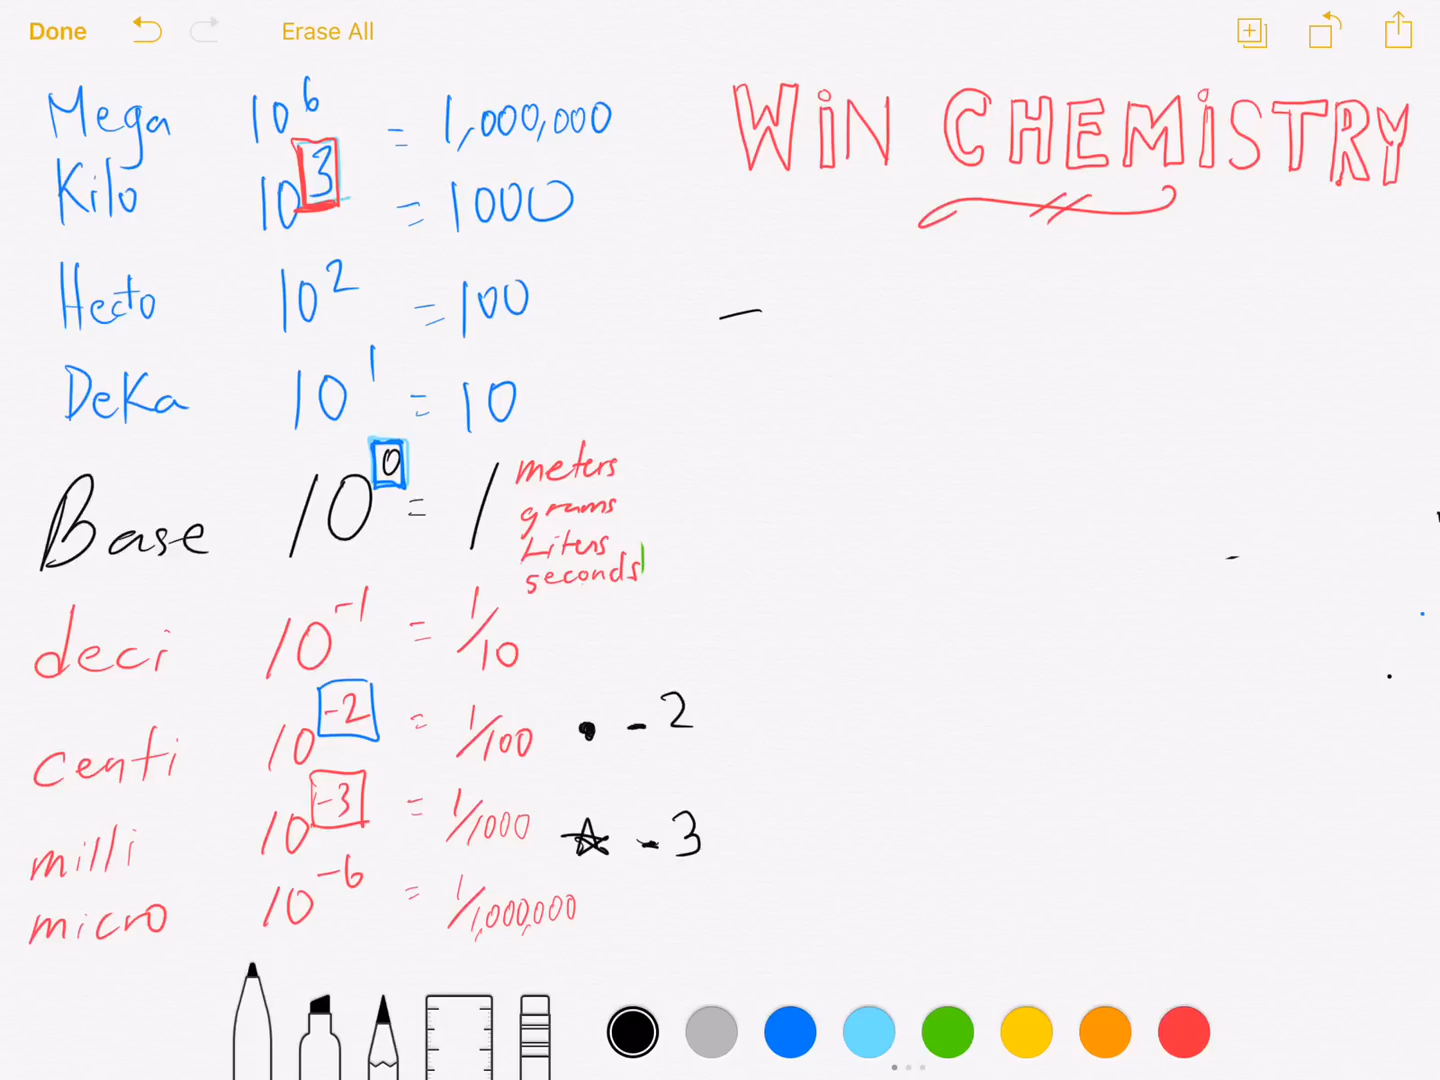 Done Erase All
WiN CHEMiSTRY
Mega 10^6 = 1,000,000
Kilo 10^3 = 1000
Hecto 10^2 = 100
Deka 10^1 = 10
Base 10^0 = 1 meters
grams
Liters
seconds
deci 10^-1 = 1/10
centi 10^-2 = 1/100 • - 2
milli 10^-3 = 1/1000 ☆ - 3
micro 10^-6 = 1/1,000,000